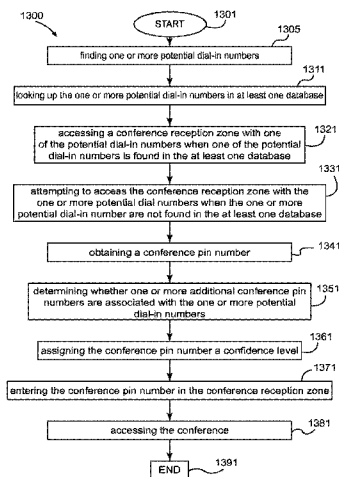 1300
START
1301
1305
finding one or more potential dial-in numbers
1311
looking up the one or more potential dial-in numbers in at least one database
1321
accessing a conference reception zone with one
of the potential dial-in numbers when one of the potential
dial-in numbers is found in the at least one database
1331
attempting to access the conference reception zone with the
one or more potential dial numbers when the one or more
potential dial-in number are not found in the at least one database
1341
obtaining a conference pin number
1351
determining whether one or more additional conference pin
numbers are associated with the one or more potential
dial-in numbers
1361
assigning the conference pin number a confidence level
1371
entering the conference pin number in the conference reception zone
1381
accessing the conference
END
1391